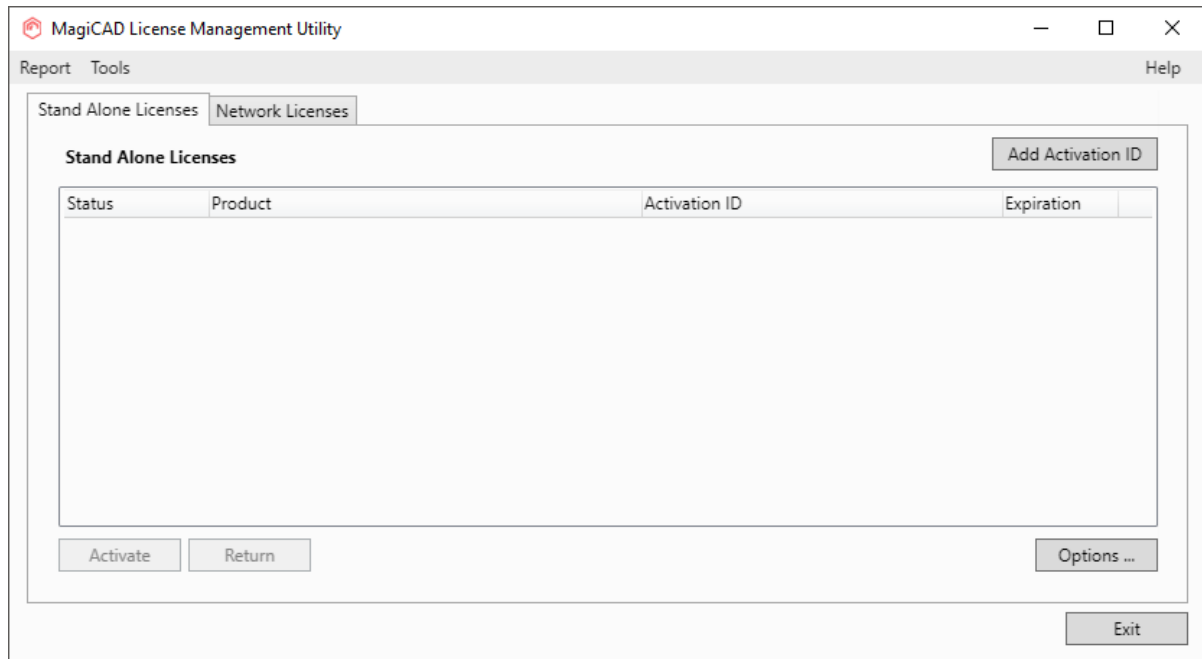 MagiCAD License Management Utility
Report Tools Help
Stand Alone Licenses Network Licenses
Stand Alone Licenses Add Activation ID
Status Product Activation ID Expiration
Activate Return Options ...
Exit